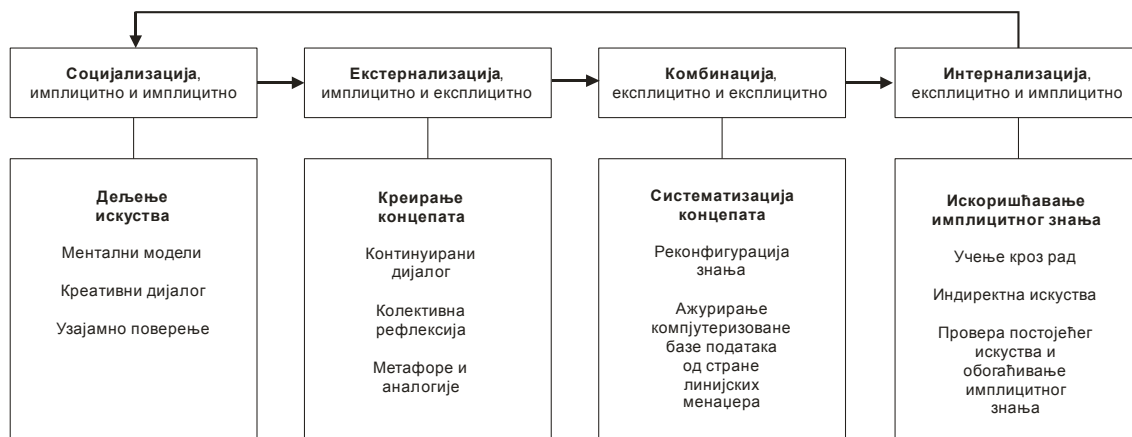 Социјализација,
имплицитно и имплицитно
Екстернализација,
имплицитно и експлицитно
Комбинација,
експлицитно и експлицитно
Интернализација,
експлицитно и имплицитно
Дељење
искуства
Ментални модели
Креативни дијалог
Узајамно поверење
Креирање
концепата
Континуирани
дијалог
Колективна
рефлексија
Метафоре и
аналогије
Систематизација
концепата
Реконфигурација
знања
Ажурирање
компјутеризоване
базе података
од стране
линијских
менаџера
Искоришћавање
имплицитног знања
Учење кроз рад
Индиректна искуства
Провера постојећег
искуства и
обогаћивање
имплицитног
знања